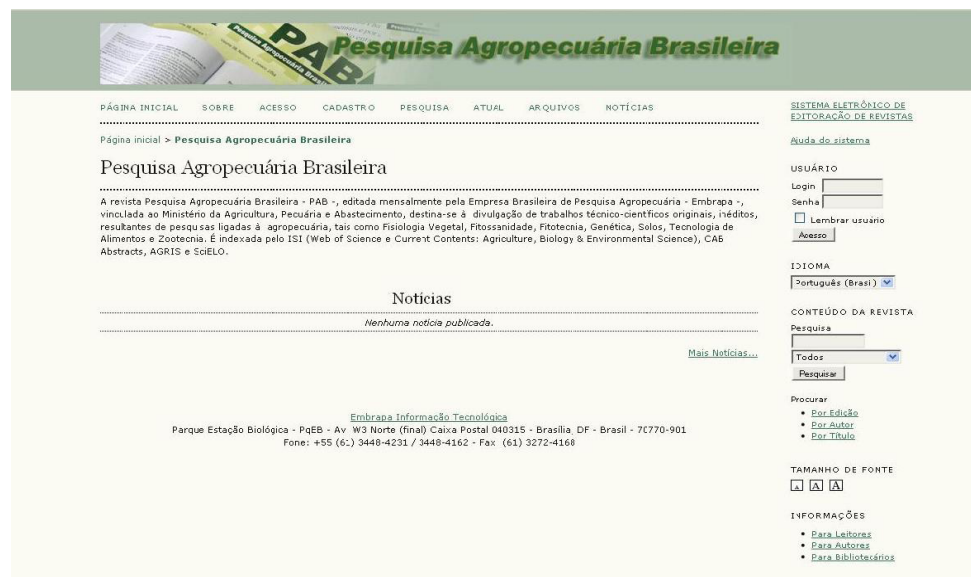 PAB
Pesquisa Agropecuária Brasileira
PÁGINA INICIAL SOBRE ACESSO CADASTRO PESQUISA ATUAL ARQUIVOS NOTÍCIAS
Página inicial > Pesquisa Agropecuária Brasileira
Pesquisa Agropecuária Brasileira
A revista Pesquisa Agropecuária Brasileira - PAB -, editada mensalmente pela Empresa Brasileira de Pesquisa Agropecuária - Embrapa -,
vinculada ao Ministério da Agricultura, Pecuária e Abastecimento, destina-se à divulgação de trabalhos técnico-científicos originais, inéditos,
resultantes de pesquisas ligadas à agropecuária, tais como Fisiologia Vegetal, Fitossanidade, Fitotecnia, Genética, Solos, Tecnologia de
Alimentos e Zootecnia. É indexada pelo ISI (Web of Science e Current Contents: Agriculture, Biology & Environmental Science), CAB
Abstracts, AGRIS e SciELO.
Notícias
Nenhuma notícia publicada.
Mais Notícias...
Embrapa Informação Tecnológica
Parque Estação Biológica - PqEB - Av. W3 Norte (final) Caixa Postal 040315 - Brasília, DF - Brasil - 70770-901
Fone: +55 (61) 3448-4231 / 3448-4162 - Fax: (61) 3272-4168
SISTEMA ELETRÔNICO DE
EDITORAÇÃO DE REVISTAS
Ajuda do sistema
USUÁRIO
Login
Senha
Lembrar usuário
Acesso
IDIOMA
Português (Brasil)
CONTEÚDO DA REVISTA
Pesquisa
Todos
Pesquisar
Procurar
Por Edição
Por Autor
Por Título
TAMANHO DE FONTE
A A A
INFORMAÇÕES
Para Leitores
Para Autores
Para Bibliotecários